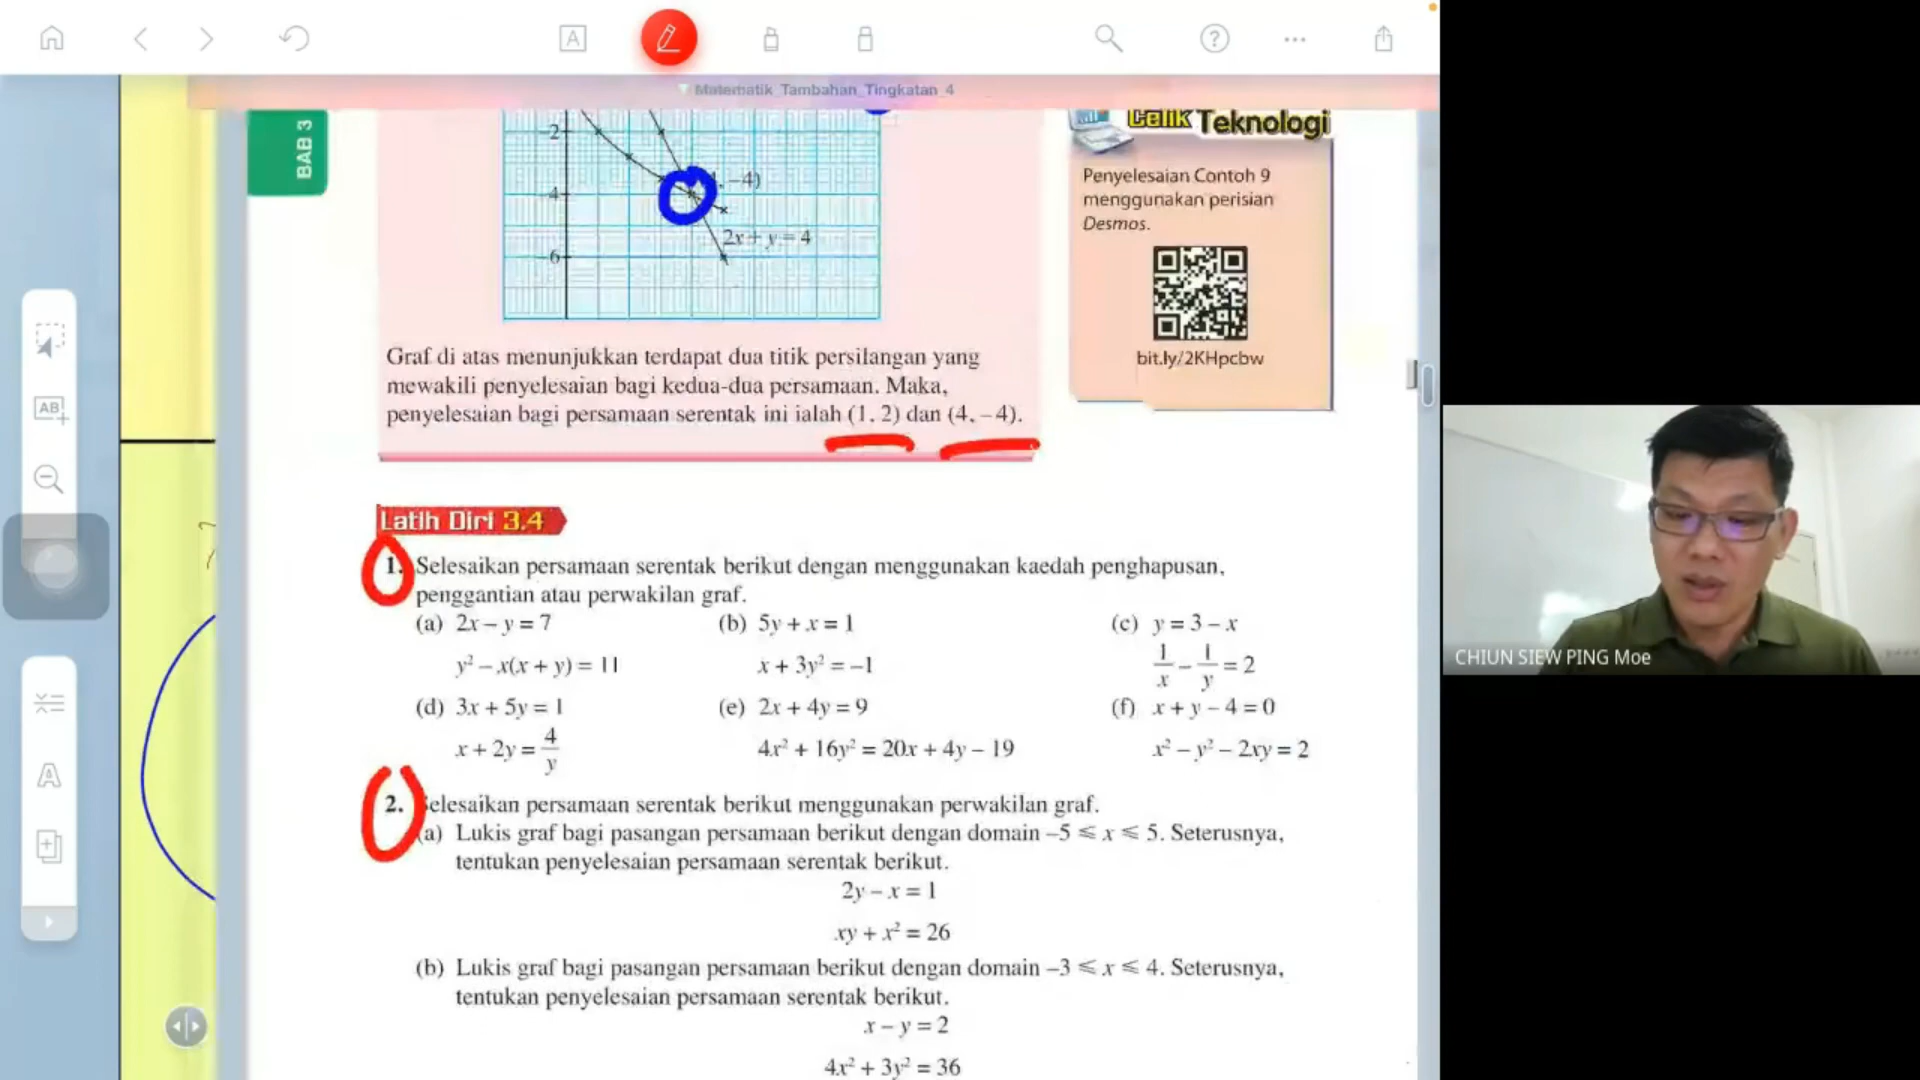 A
?
Matematik_Tambahan_Tingkatan_4
BAB 3
-2
-4
-6
, -4)
2x + y = 4
Celik Teknologi
Penyelesaian Contoh 9
menggunakan perisian
Desmos.
bit.ly/2KHpcbw
Graf di atas menunjukkan terdapat dua titik persilangan yang
mewakili penyelesaian bagi kedua-dua persamaan. Maka,
penyelesaian bagi persamaan serentak ini ialah (1, 2) dan (4, -4).
Latih Diri 3.4
1. Selesaikan persamaan serentak berikut dengan menggunakan kaedah penghapusan,
penggantian atau perwakilan graf.
(a) 2x – y = 7 (b) 5y + x = 1 (c) y = 3 – x
y² – x(x + y) = 11 x + 3y² = –1 1/x – 1/y = 2
(d) 3x + 5y = 1 (e) 2x + 4y = 9 (f) x + y – 4 = 0
x + 2y = 4/y 4x² + 16y² = 20x + 4y – 19 x² – y² – 2xy = 2
2. Selesaikan persamaan serentak berikut menggunakan perwakilan graf.
(a) Lukis graf bagi pasangan persamaan berikut dengan domain –5 ⩽ x ⩽ 5. Seterusnya,
tentukan penyelesaian persamaan serentak berikut.
2y – x = 1
xy + x² = 26
(b) Lukis graf bagi pasangan persamaan berikut dengan domain –3 ⩽ x ⩽ 4. Seterusnya,
tentukan penyelesaian persamaan serentak berikut.
x – y = 2
4x² + 3y² = 36
AB
A
CHIUN SIEW PING Moe